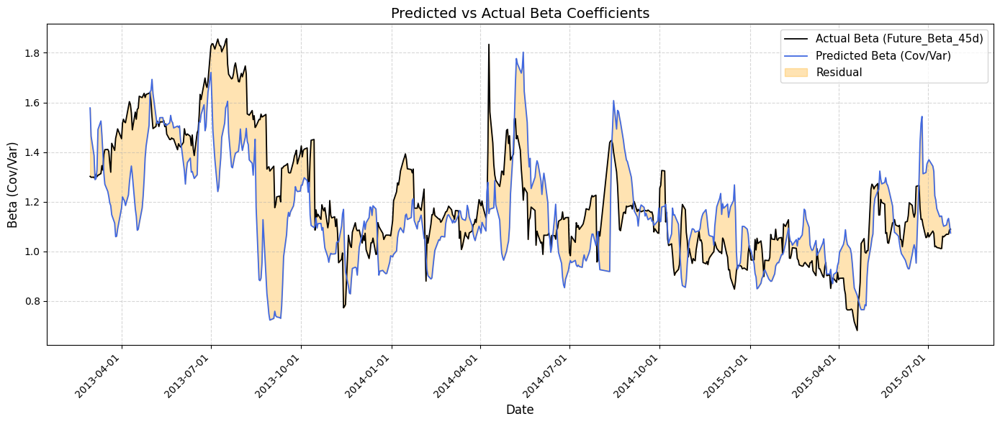 Predicted vs Actual Beta Coefficients
Actual Beta (Future_Beta_45d)
Predicted Beta (Cov/Var)
Residual
Beta (Cov/Var)
1.8
1.6
1.4
1.2
1.0
0.8
2013-04-01
2013-07-01
2013-10-01
2014-01-01
2014-04-01
2014-07-01
2014-10-01
2015-01-01
2015-04-01
2015-07-01
Date